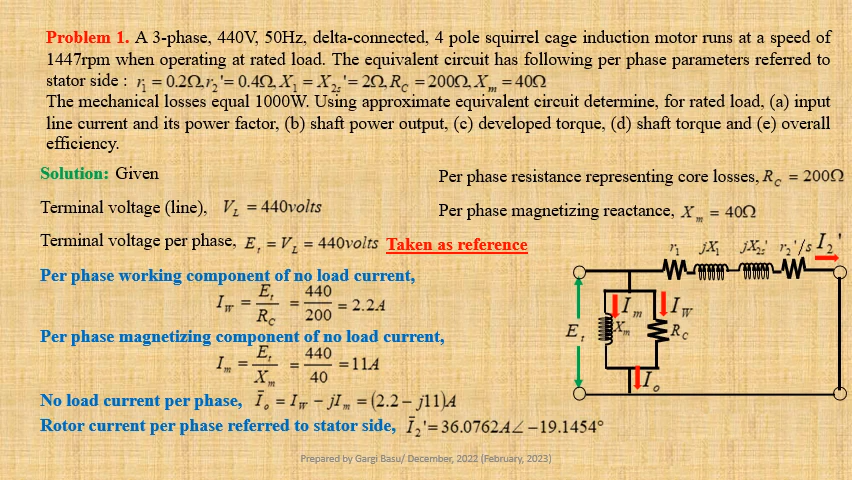 Problem 1. A 3-phase, 440V, 50Hz, delta-connected, 4 pole squirrel cage induction motor runs at a speed of
1447rpm when operating at rated load. The equivalent circuit has following per phase parameters referred to
stator side : r₁ = 0.2Ω,r₂'= 0.4Ω, X₁ = X₂ₛ'= 2Ω, R_C = 200Ω, X_m = 40Ω
The mechanical losses equal 1000W. Using approximate equivalent circuit determine, for rated load, (a) input
line current and its power factor, (b) shaft power output, (c) developed torque, (d) shaft torque and (e) overall
efficiency.
Solution: Given
Per phase resistance representing core losses, R_C = 200Ω
Terminal voltage (line), V_L = 440volts
Per phase magnetizing reactance, X_m = 40Ω
Terminal voltage per phase, E_t = V_L = 440volts Taken as reference
Per phase working component of no load current,
I_W = E_t / R_C = 440 / 200 = 2.2A
Per phase magnetizing component of no load current,
I_m = E_t / X_m = 440 / 40 = 11A
No load current per phase, Ī_o = I_W − jI_m = (2.2 − j11)A
Rotor current per phase referred to stator side, Ī₂'= 36.0762A∠ −19.1454°
r₁ jX₁ jX₂ₛ' r₂'/s I₂'
I_m I_W
E_t X_m R_C
I_o
Prepared by Gargi Basu/ December, 2022 (February, 2023)